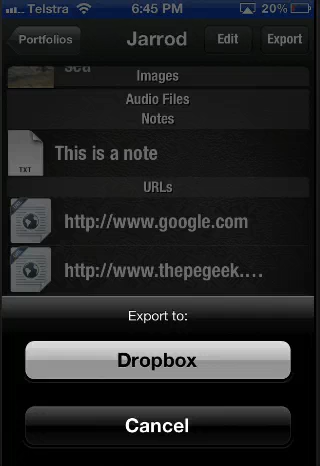 Telstra 6:45 PM 20%
Portfolios Jarrod Edit Export
sea
Images
Audio Files
Notes
TXT This is a note
URLs
http://www.google.com
http://www.thepegeek.…
Export to:
Dropbox
Cancel